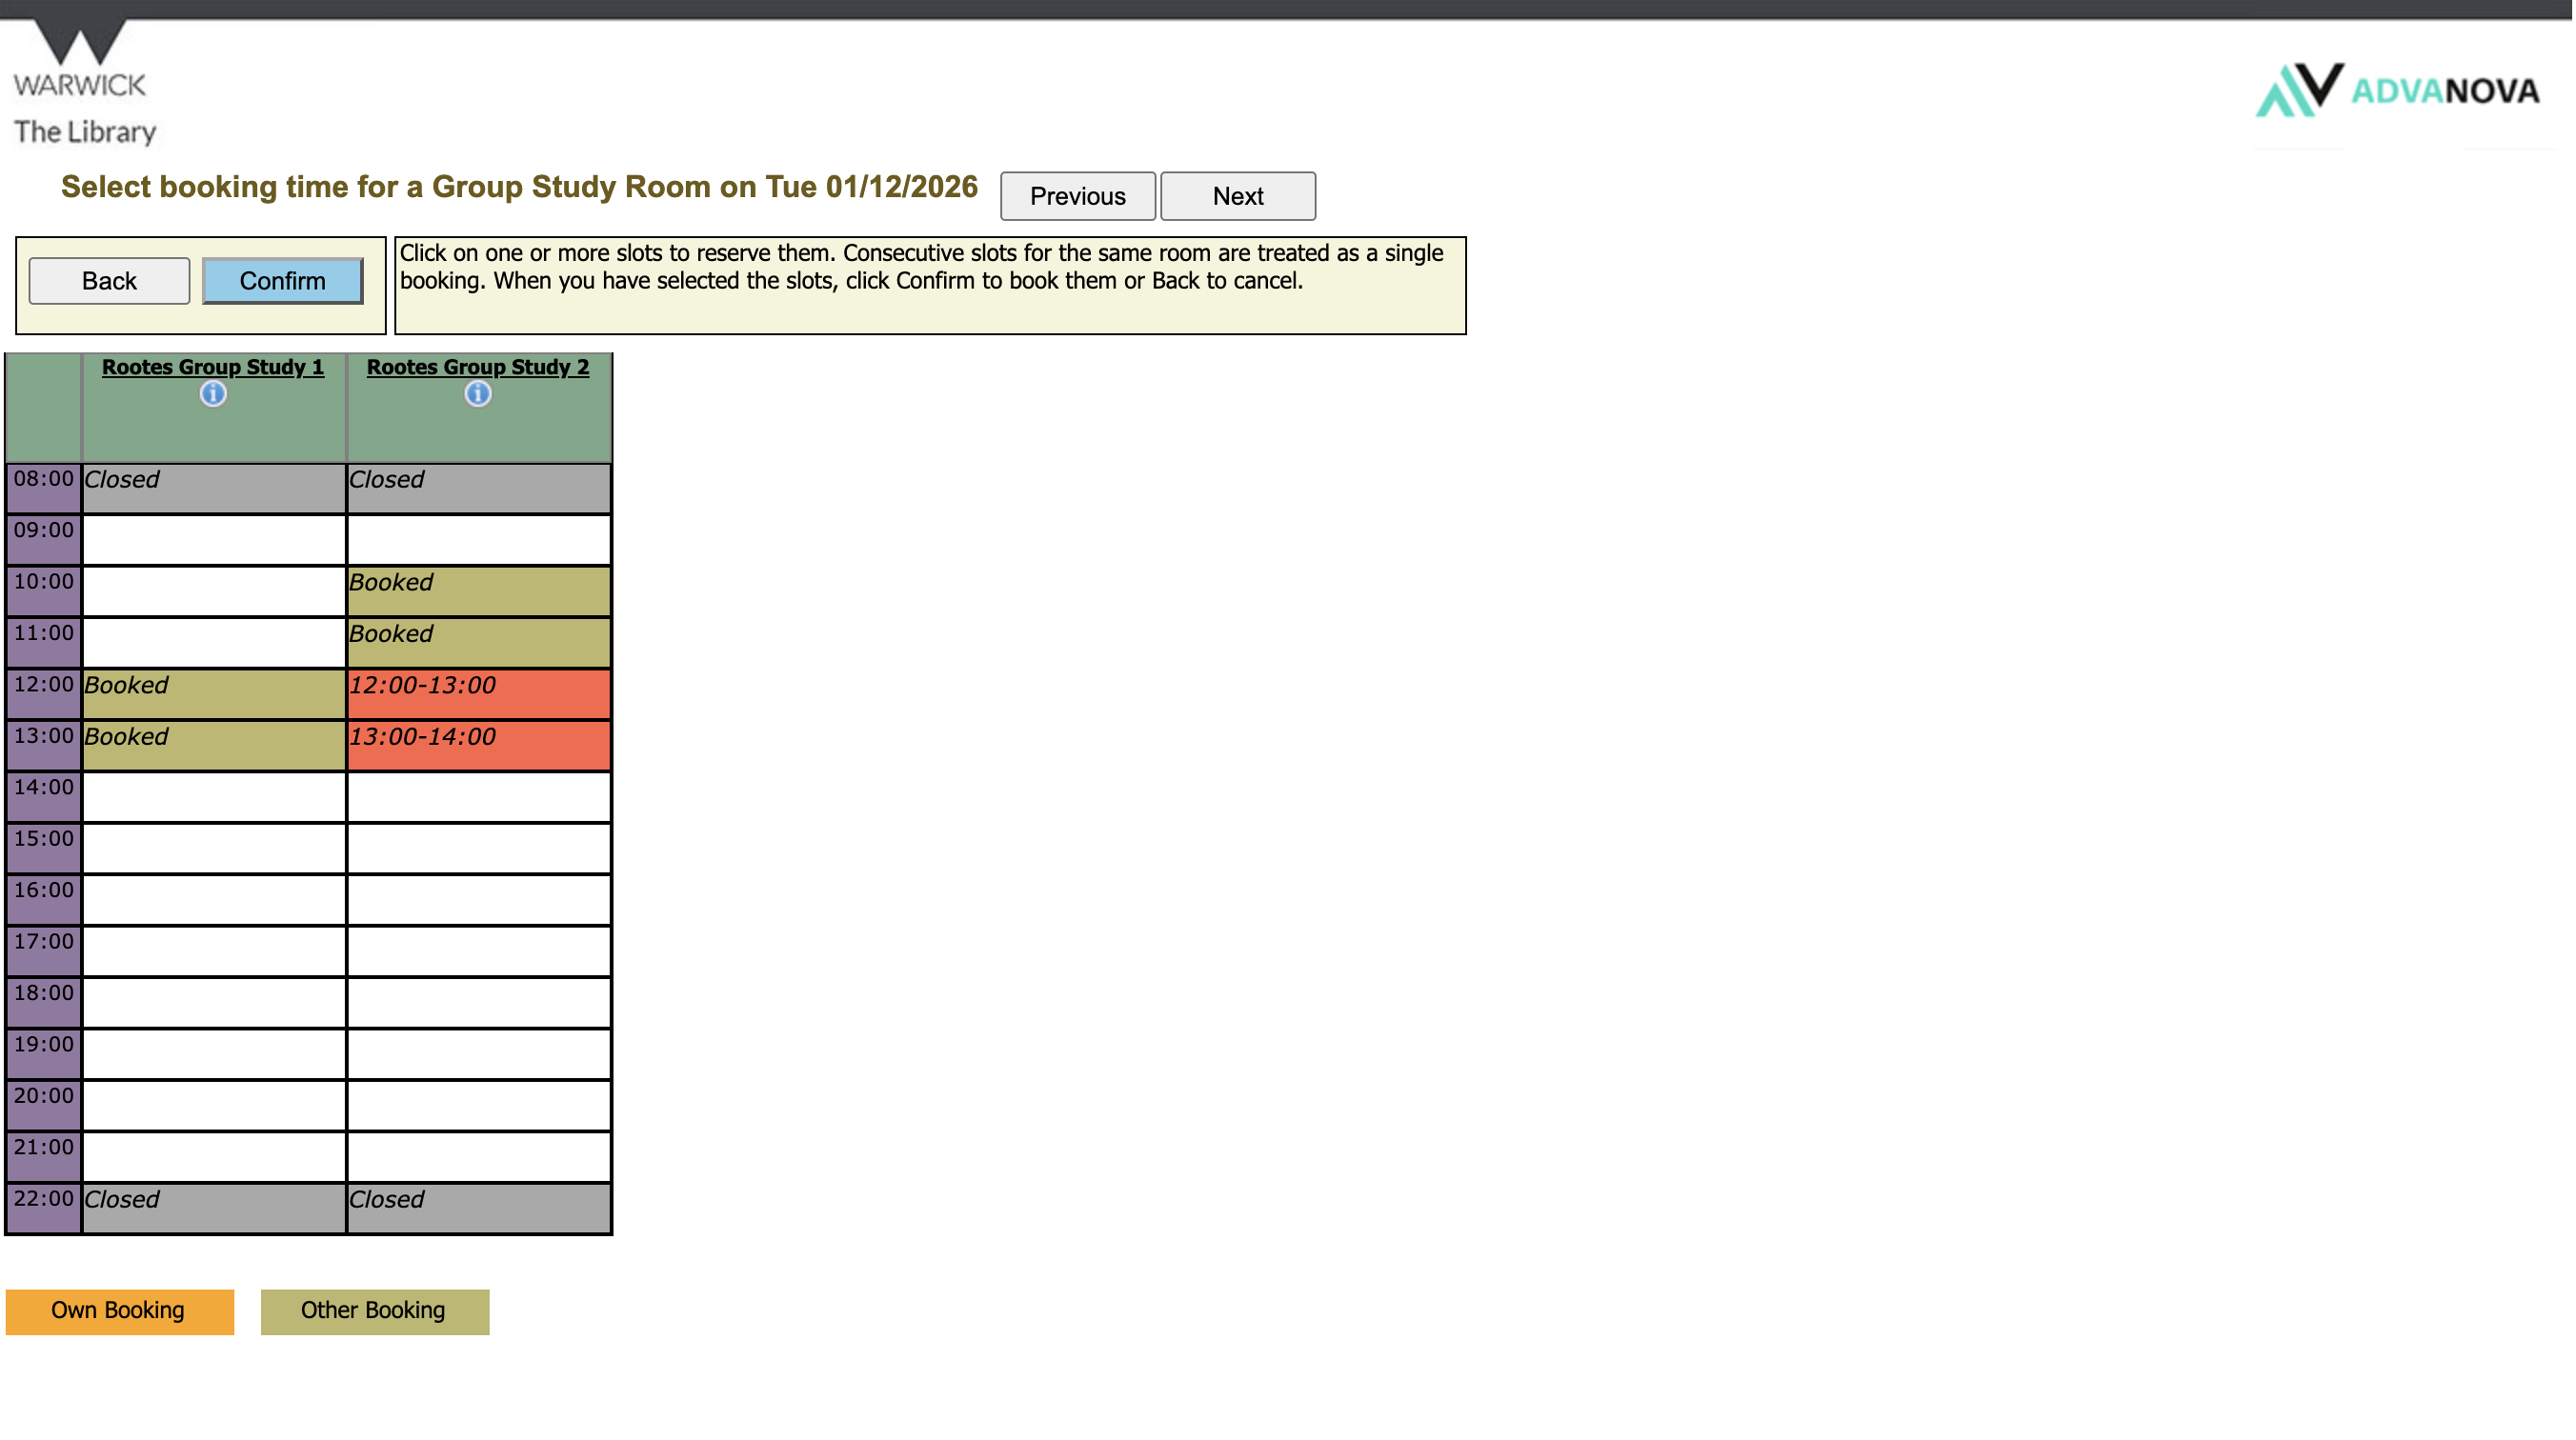 WARWICK
The Library
ADVANOVA
Select booking time for a Group Study Room on Tue 01/12/2026
Previous
Next
Back
Confirm
Click on one or more slots to reserve them. Consecutive slots for the same room are treated as a single
booking. When you have selected the slots, click Confirm to book them or Back to cancel.
Rootes Group Study 1
Rootes Group Study 2
08:00 Closed Closed
09:00
10:00 Booked
11:00 Booked
12:00 Booked 12:00-13:00
13:00 Booked 13:00-14:00
14:00
15:00
16:00
17:00
18:00
19:00
20:00
21:00
22:00 Closed Closed
Own Booking
Other Booking